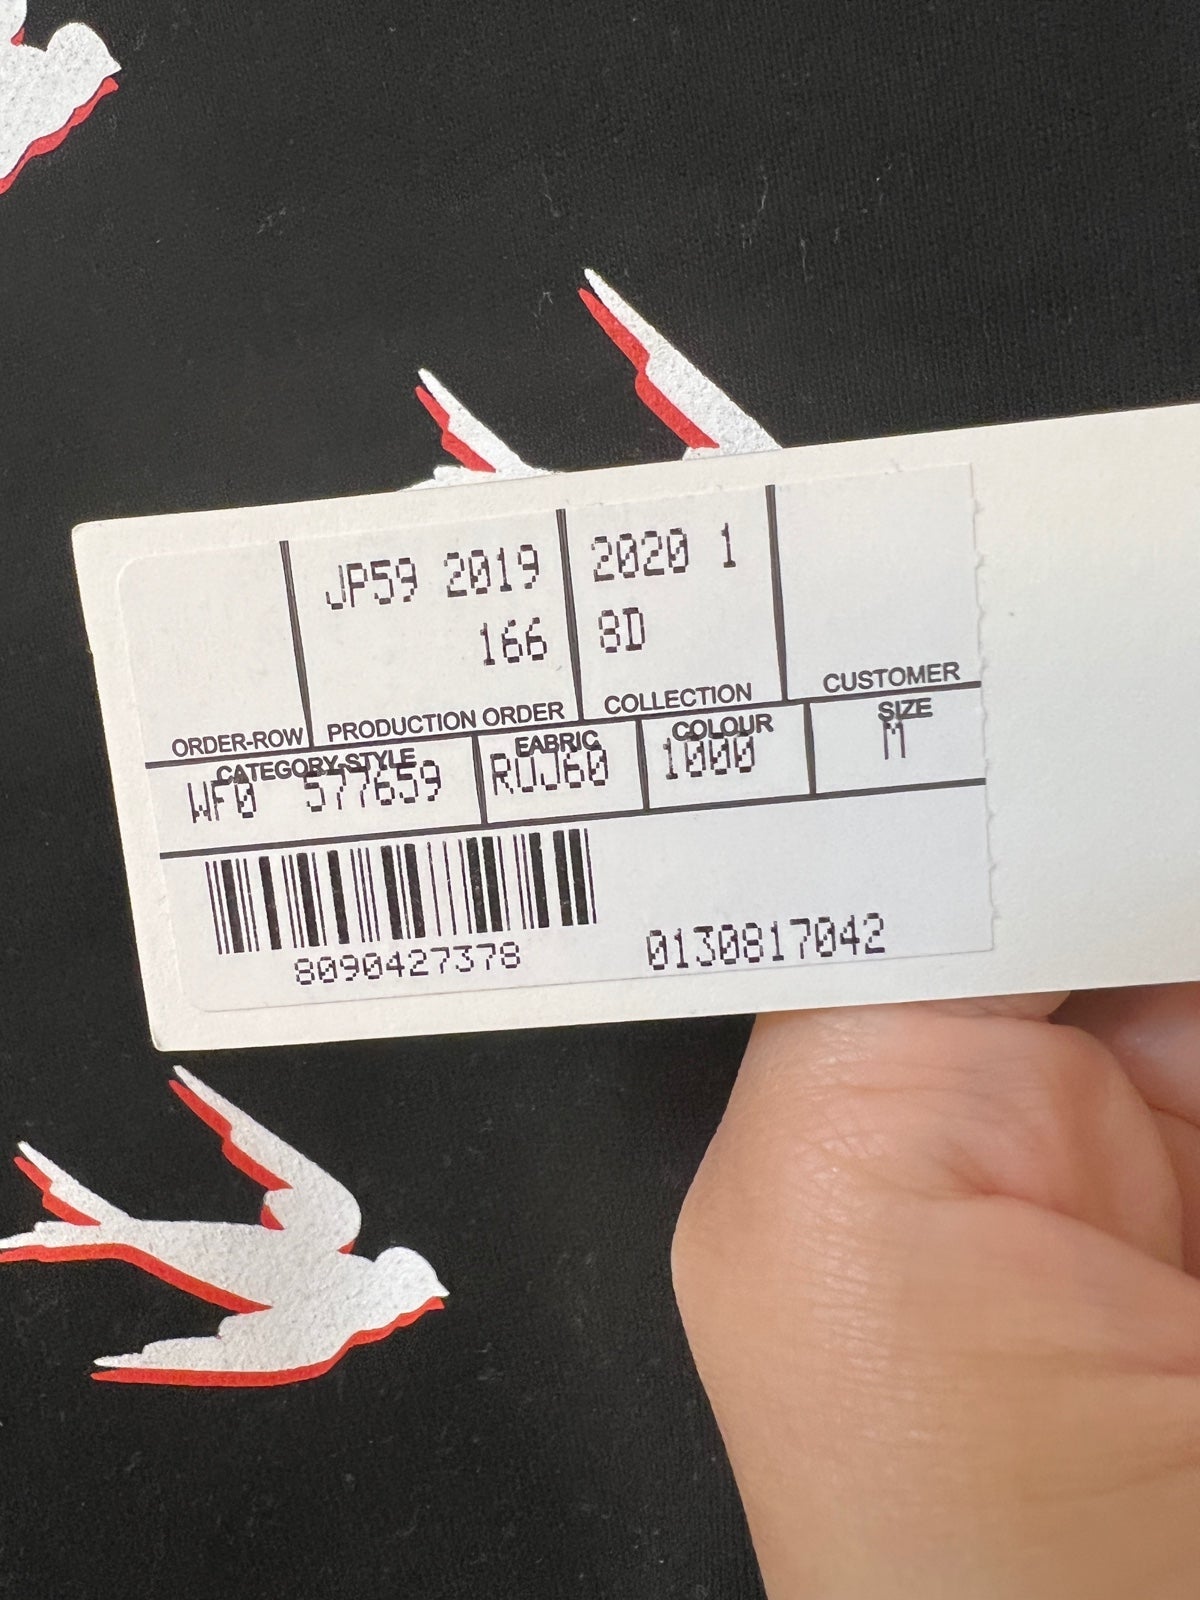 JP59 2019
166
2020 1
8D
ORDER-ROW
PRODUCTION ORDER
COLLECTION
CUSTOMER
CATEGORY-STYLE
WF0 577659
FABRIC
RUJ60
COLOUR
1000
SIZE
M
8090427378
0130817042